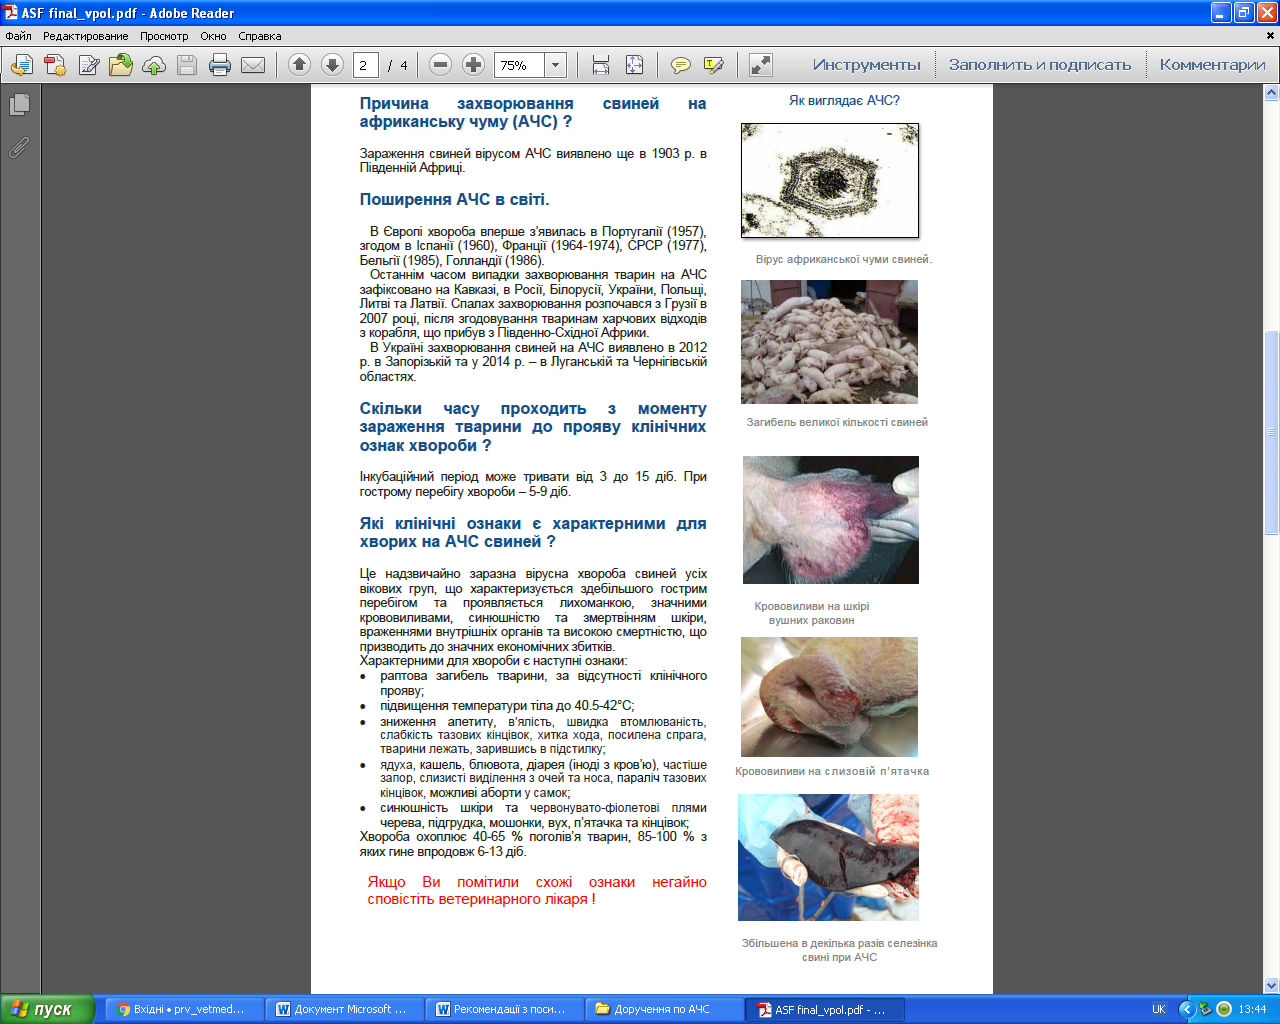 ASF final_vpol.pdf - Adobe Reader
Файл Редактирование Просмотр Окно Справка
2 / 4 75% Инструменты Заполнить и подписать Комментарии
Причина захворювання свиней на
африканську чуму (АЧС) ?
Зараження свиней вірусом АЧС виявлено ще в 1903 р. в
Південній Африці.
Поширення АЧС в світі.
В Європі хвороба вперше з’явилась в Португалії (1957),
згодом в Іспанії (1960), Франції (1964-1974), СРСР (1977),
Бельгії (1985), Голландії (1986).
Останнім часом випадки захворювання тварин на АЧС
зафіксовано на Кавказі, в Росії, Білорусії, України, Польщі,
Литві та Латвії. Спалах захворювання розпочався з Грузії в
2007 році, після згодовування тваринам харчових відходів
з корабля, що прибув з Південно-Східної Африки.
В Україні захворювання свиней на АЧС виявлено в 2012
р. в Запорізькій та у 2014 р. – в Луганській та Чернігівській
областях.
Скільки часу проходить з моменту
зараження тварини до прояву клінічних
ознак хвороби ?
Інкубаційний період може тривати від 3 до 15 діб. При
гострому перебігу хвороби – 5-9 діб.
Які клінічні ознаки є характерними для
хворих на АЧС свиней ?
Це надзвичайно заразна вірусна хвороба свиней усіх
вікових груп, що характеризується здебільшого гострим
перебігом та проявляється лихоманкою, значними
крововиливами, синюшністю та змертвінням шкіри,
враженнями внутрішніх органів та високою смертністю, що
призводить до значних економічних збитків.
Характерними для хвороби є наступні ознаки:
• раптова загибель тварини, за відсутності клінічного
прояву;
• підвищення температури тіла до 40.5-42°С;
• зниження апетиту, в’ялість, швидка втомлюваність,
слабкість тазових кінцівок, хитка хода, посилена спрага,
тварини лежать, зарившись в підстилку;
• ядуха, кашель, блювота, діарея (іноді з кров’ю), частіше
запор, слизисті виділення з очей та носа, параліч тазових
кінцівок, можливі аборти у самок;
• синюшність шкіри та червонувато-фіолетові плями
черева, підгрудка, мошонки, вух, п’ятачка та кінцівок;
Хвороба охоплює 40-65 % поголів’я тварин, 85-100 % з
яких гине впродовж 6-13 діб.
Якщо Ви помітили схожі ознаки негайно
сповістіть ветеринарного лікаря !
Як виглядає АЧС?
Вірус африканської чуми свиней.
Загибель великої кількості свиней
Крововиливи на шкірі
вушних раковин
Крововиливи на слизовій п’ятачка
Збільшена в декілька разів селезінка
свині при АЧС
пуск Вхідні • prv_vetmed... Документ Microsoft ... Рекомендації з поси... Доручення по АЧС ASF final_vpol.pdf - ... UK 13:44